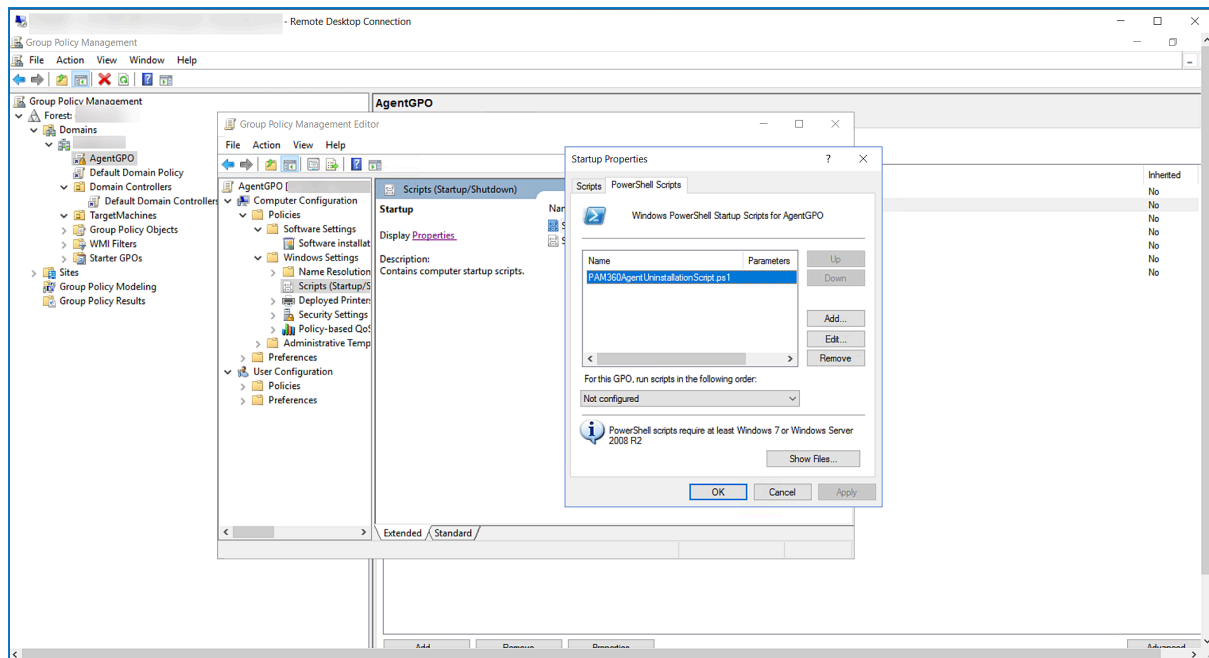 - Remote Desktop Connection
Group Policy Management
File Action View Window Help
Group Policy Management
Forest:
Domains
AgentGPO
Default Domain Policy
Domain Controllers
Default Domain Controllers
TargetMachines
Group Policy Objects
WMI Filters
Starter GPOs
Sites
Group Policy Modeling
Group Policy Results
AgentGPO
Inherited
No
No
No
No
No
No
No
Add
Remove
Properties
Advanced
Group Policy Management Editor
File Action View Help
AgentGPO [
Computer Configuration
Policies
Software Settings
Software installat
Windows Settings
Name Resolution
Scripts (Startup/S
Deployed Printer
Security Settings
Policy-based QoS
Administrative Temp
Preferences
User Configuration
Policies
Preferences
Scripts (Startup/Shutdown)
Startup
Display Properties
Description:
Contains computer startup scripts.
Nar
S
S
Extended
Standard
Startup Properties
Scripts
PowerShell Scripts
Windows PowerShell Startup Scripts for AgentGPO
Name
Parameters
PAM360AgentUninstallationScript.ps1
Up
Down
Add...
Edit...
Remove
For this GPO, run scripts in the following order:
Not configured
PowerShell scripts require at least Windows 7 or Windows Server
2008 R2
Show Files...
OK
Cancel
Apply